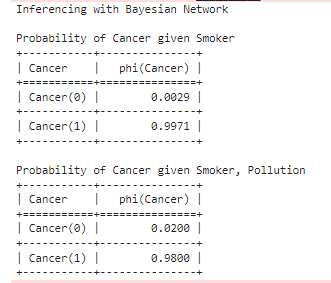 Inferencing with Bayesian Network
Probability of Cancer given Smoker
+-----------+---------------+
| Cancer    |   phi(Cancer) |
+===========+===============+
| Cancer(0) |        0.0029 |
+-----------+---------------+
| Cancer(1) |        0.9971 |
+-----------+---------------+
Probability of Cancer given Smoker, Pollution
+-----------+---------------+
| Cancer    |   phi(Cancer) |
+===========+===============+
| Cancer(0) |        0.0200 |
+-----------+---------------+
| Cancer(1) |        0.9800 |
+-----------+---------------+